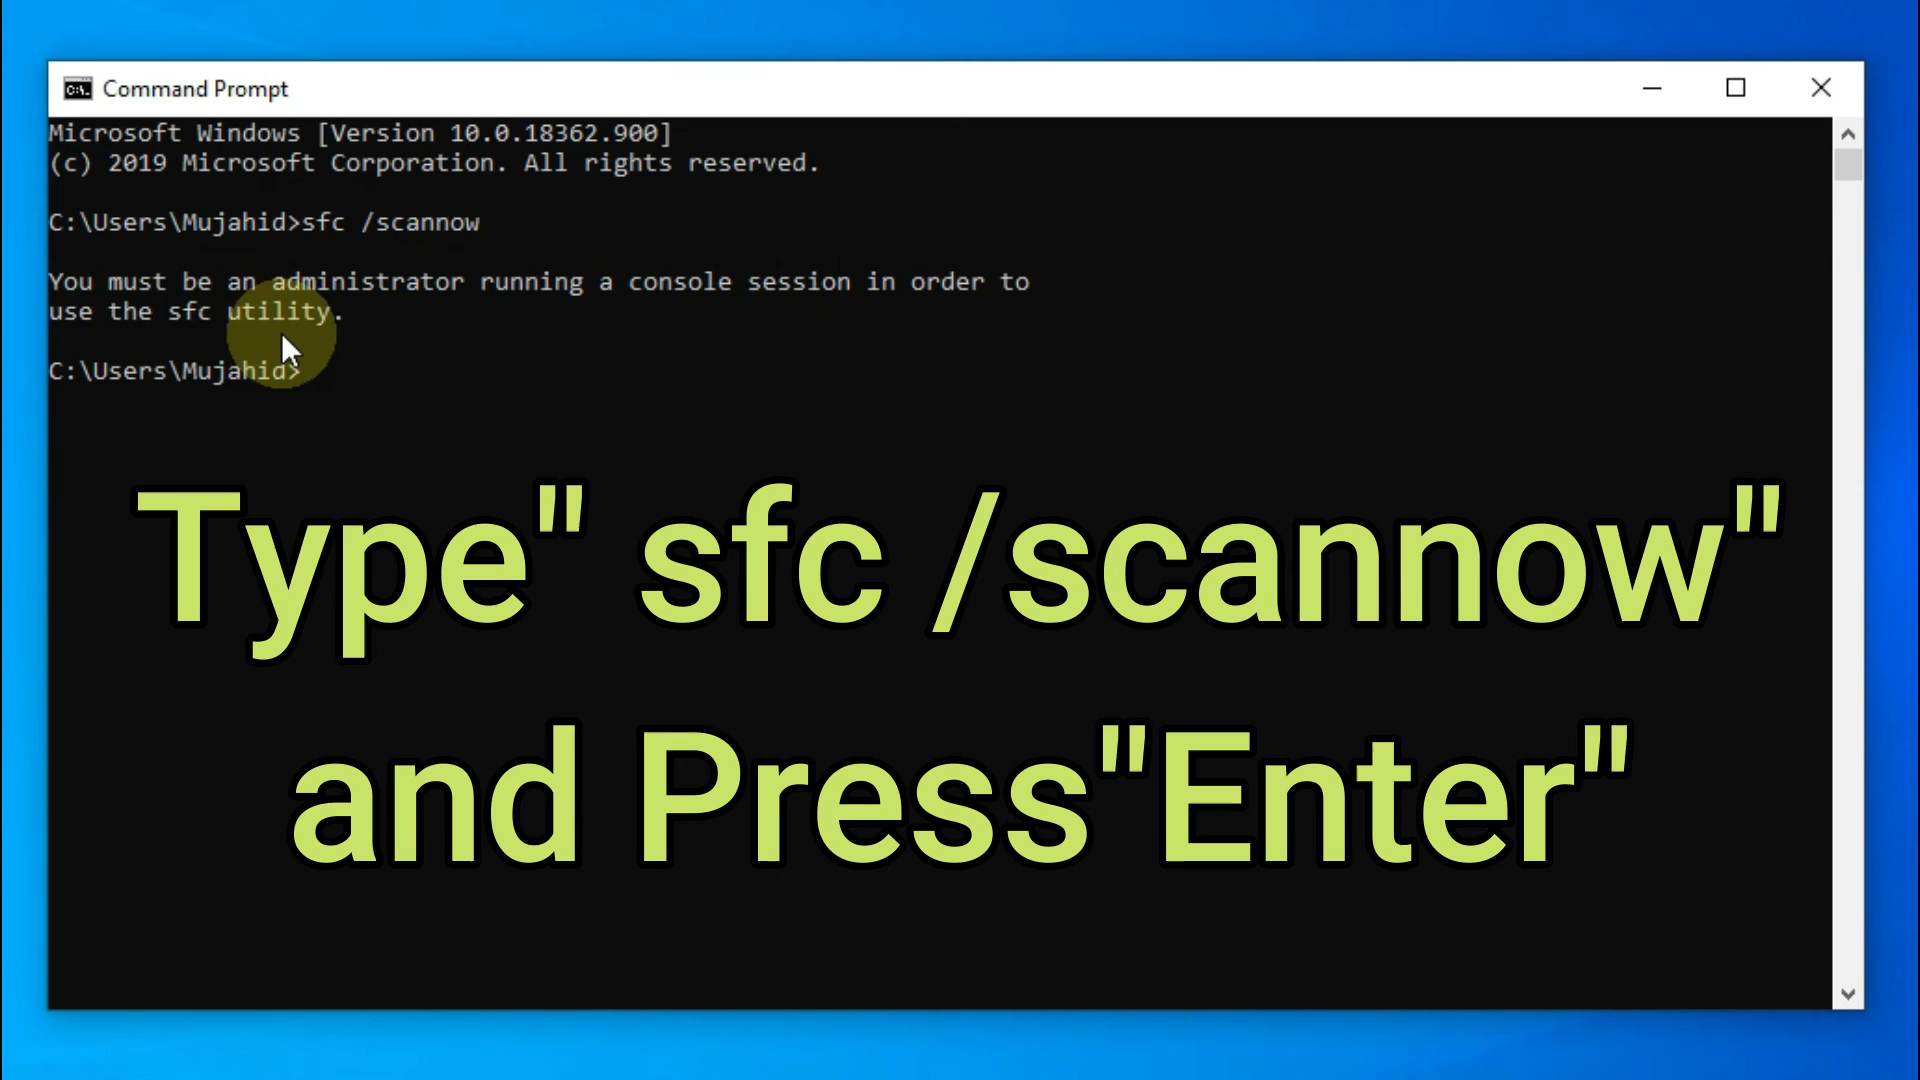 Command Prompt
Microsoft Windows [Version 10.0.18362.900]
(c) 2019 Microsoft Corporation. All rights reserved.
C:\Users\Mujahid>sfc /scannow
You must be an administrator running a console session in order to
use the sfc utility.
C:\Users\Mujahid>
Type" sfc /scannow"
and Press"Enter"